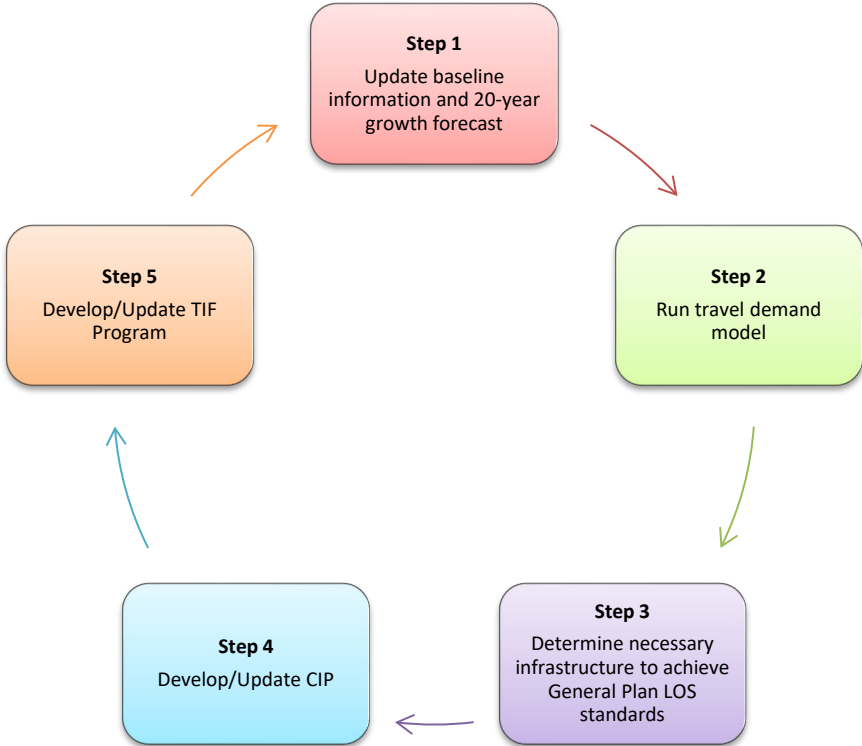 Step 1
Update baseline
information and 20-year
growth forecast
Step 2
Run travel demand
model
Step 3
Determine necessary
infrastructure to achieve
General Plan LOS
standards
Step 4
Develop/Update CIP
Step 5
Develop/Update TIF
Program